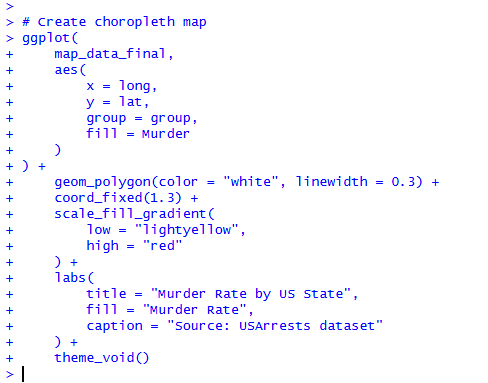 >
> # Create choropleth map
> ggplot(
+     map_data_final,
+     aes(
+         x = long,
+         y = lat,
+         group = group,
+         fill = Murder
+     )
+ ) +
+     geom_polygon(color = "white", linewidth = 0.3) +
+     coord_fixed(1.3) +
+     scale_fill_gradient(
+         low = "lightyellow",
+         high = "red"
+     ) +
+     labs(
+         title = "Murder Rate by US State",
+         fill = "Murder Rate",
+         caption = "Source: USArrests dataset"
+     ) +
+     theme_void()
>